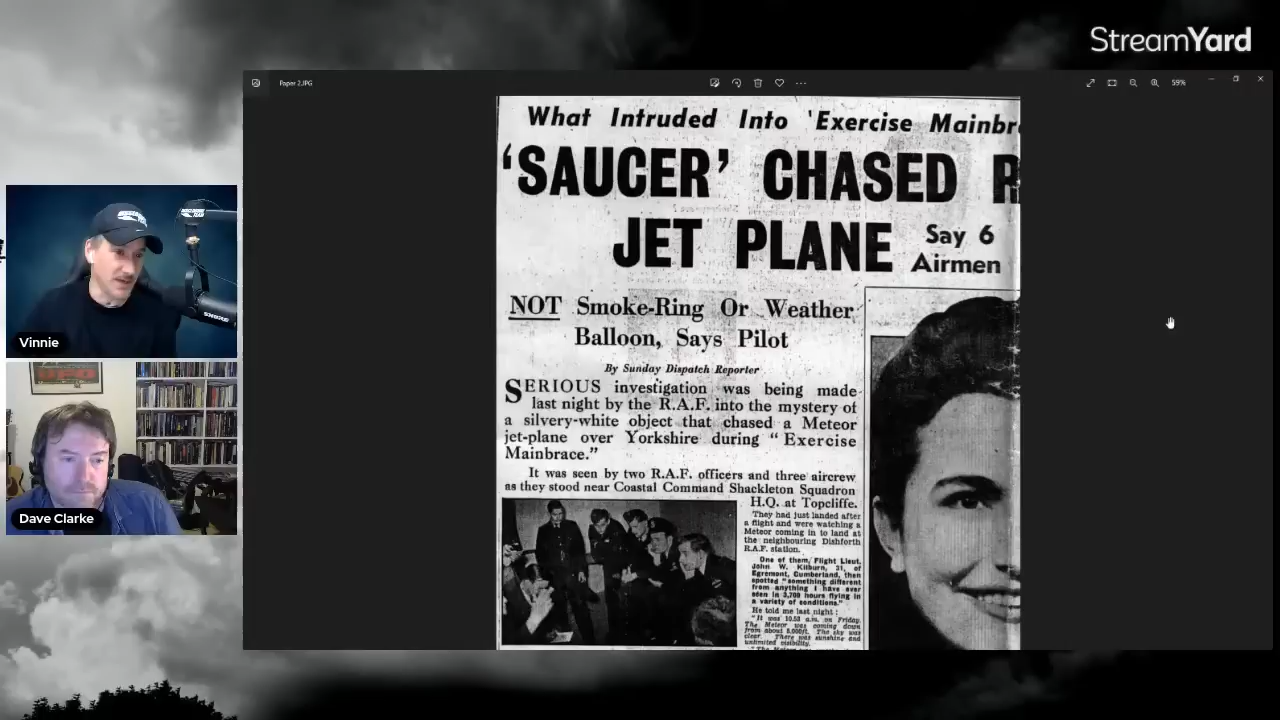 StreamYard
Paper 2.JPG
59%
What Intruded Into 'Exercise Mainbr
'SAUCER' CHASED R
JET PLANE
Say 6
Airmen
NOT Smoke-Ring Or Weather
Balloon, Says Pilot
By Sunday Dispatch Reporter
SERIOUS investigation was being made
last night by the R.A.F. into the mystery of
a silvery-white object that chased a Meteor
jet-plane over Yorkshire during “Exercise
Mainbrace.”
It was seen by two R.A.F. officers and three aircrew
as they stood near Coastal Command Shackleton Squadron
H.Q. at Topcliffe.
They had just landed after
a flight and were watching a
Meteor coming in to land at
the neighbouring Dishforth
R.A.F. station.
One of them, Flight Lieut.
John W. Kilburn, 31, of
Egremont, Cumberland, then
spotted “something different
from anything I have ever
seen in 3,700 hours flying in
a variety of conditions.”
He told me last night:
“It was 10.53 a.m. on Friday.
The Meteor was coming down
from about 5,000ft. The sky was
clear. There was sunshine and
unlimited visibility.
“The Meteor
Vinnie
SHURE
Dave Clarke